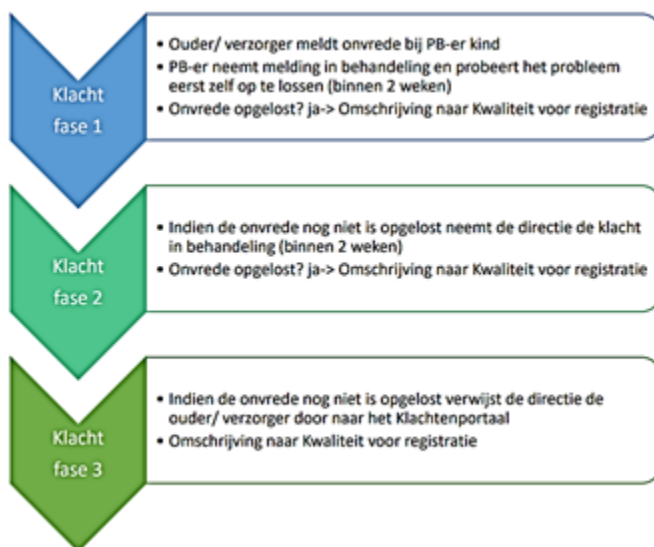 Klacht
fase 1
• Ouder/ verzorger meldt onvrede bij PB-er kind
• PB-er neemt melding in behandeling en probeert het probleem
eerst zelf op te lossen (binnen 2 weken)
• Onvrede opgelost? ja-> Omschrijving naar Kwaliteit voor registratie
Klacht
fase 2
• Indien de onvrede nog niet is opgelost neemt de directie de klacht
in behandeling (binnen 2 weken)
• Onvrede opgelost? ja-> Omschrijving naar Kwaliteit voor registratie
Klacht
fase 3
• Indien de onvrede nog niet is opgelost verwijst de directie de
ouder/ verzorger door naar het Klachtenportaal
• Omschrijving naar Kwaliteit voor registratie